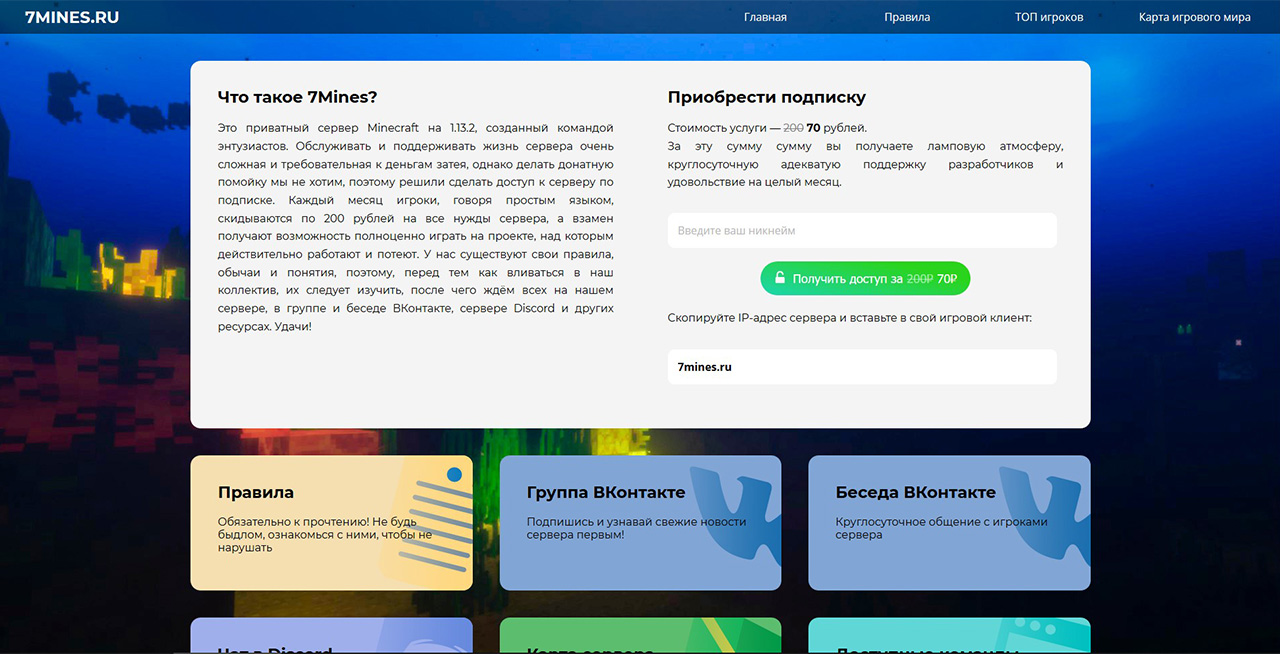 7MINES.RU
Главная
Правила
ТОП игроков
Карта игрового мира
Что такое 7Mines?
Это приватный сервер Minecraft на 1.13.2, созданный командой
энтузиастов. Обслуживать и поддерживать жизнь сервера очень
сложная и требовательная к деньгам затея, однако делать донатную
помойку мы не хотим, поэтому решили сделать доступ к серверу по
подписке. Каждый месяц игроки, говоря простым языком,
скидываются по 200 рублей на все нужды сервера, а взамен
получают возможность полноценно играть на проекте, над которым
действительно работают и потеют. У нас существуют свои правила,
обычаи и понятия, поэтому, перед тем как вливаться в наш
коллектив, их следует изучить, после чего ждём всех на нашем
сервере, в группе и беседе ВКонтакте, сервере Discord и других
ресурсах. Удачи!
Приобрести подписку
Стоимость услуги — 200 70 рублей.
За эту сумму сумму вы получаете ламповую атмосферу,
круглосуточную адекватую поддержку разработчиков и
удовольствие на целый месяц.
Введите ваш никнейм
Получить доступ за 200₽ 70₽
Скопируйте IP-адрес сервера и вставьте в свой игровой клиент:
7mines.ru
Правила
Обязательно к прочтению! Не будь
быдлом, ознакомься с ними, чтобы не
нарушать
Группа ВКонтакте
Подпишись и узнавай свежие новости
сервера первым!
Беседа ВКонтакте
Круглосуточное общение с игроками
сервера
Чат в Discord
Карта сервера
Доступные команды